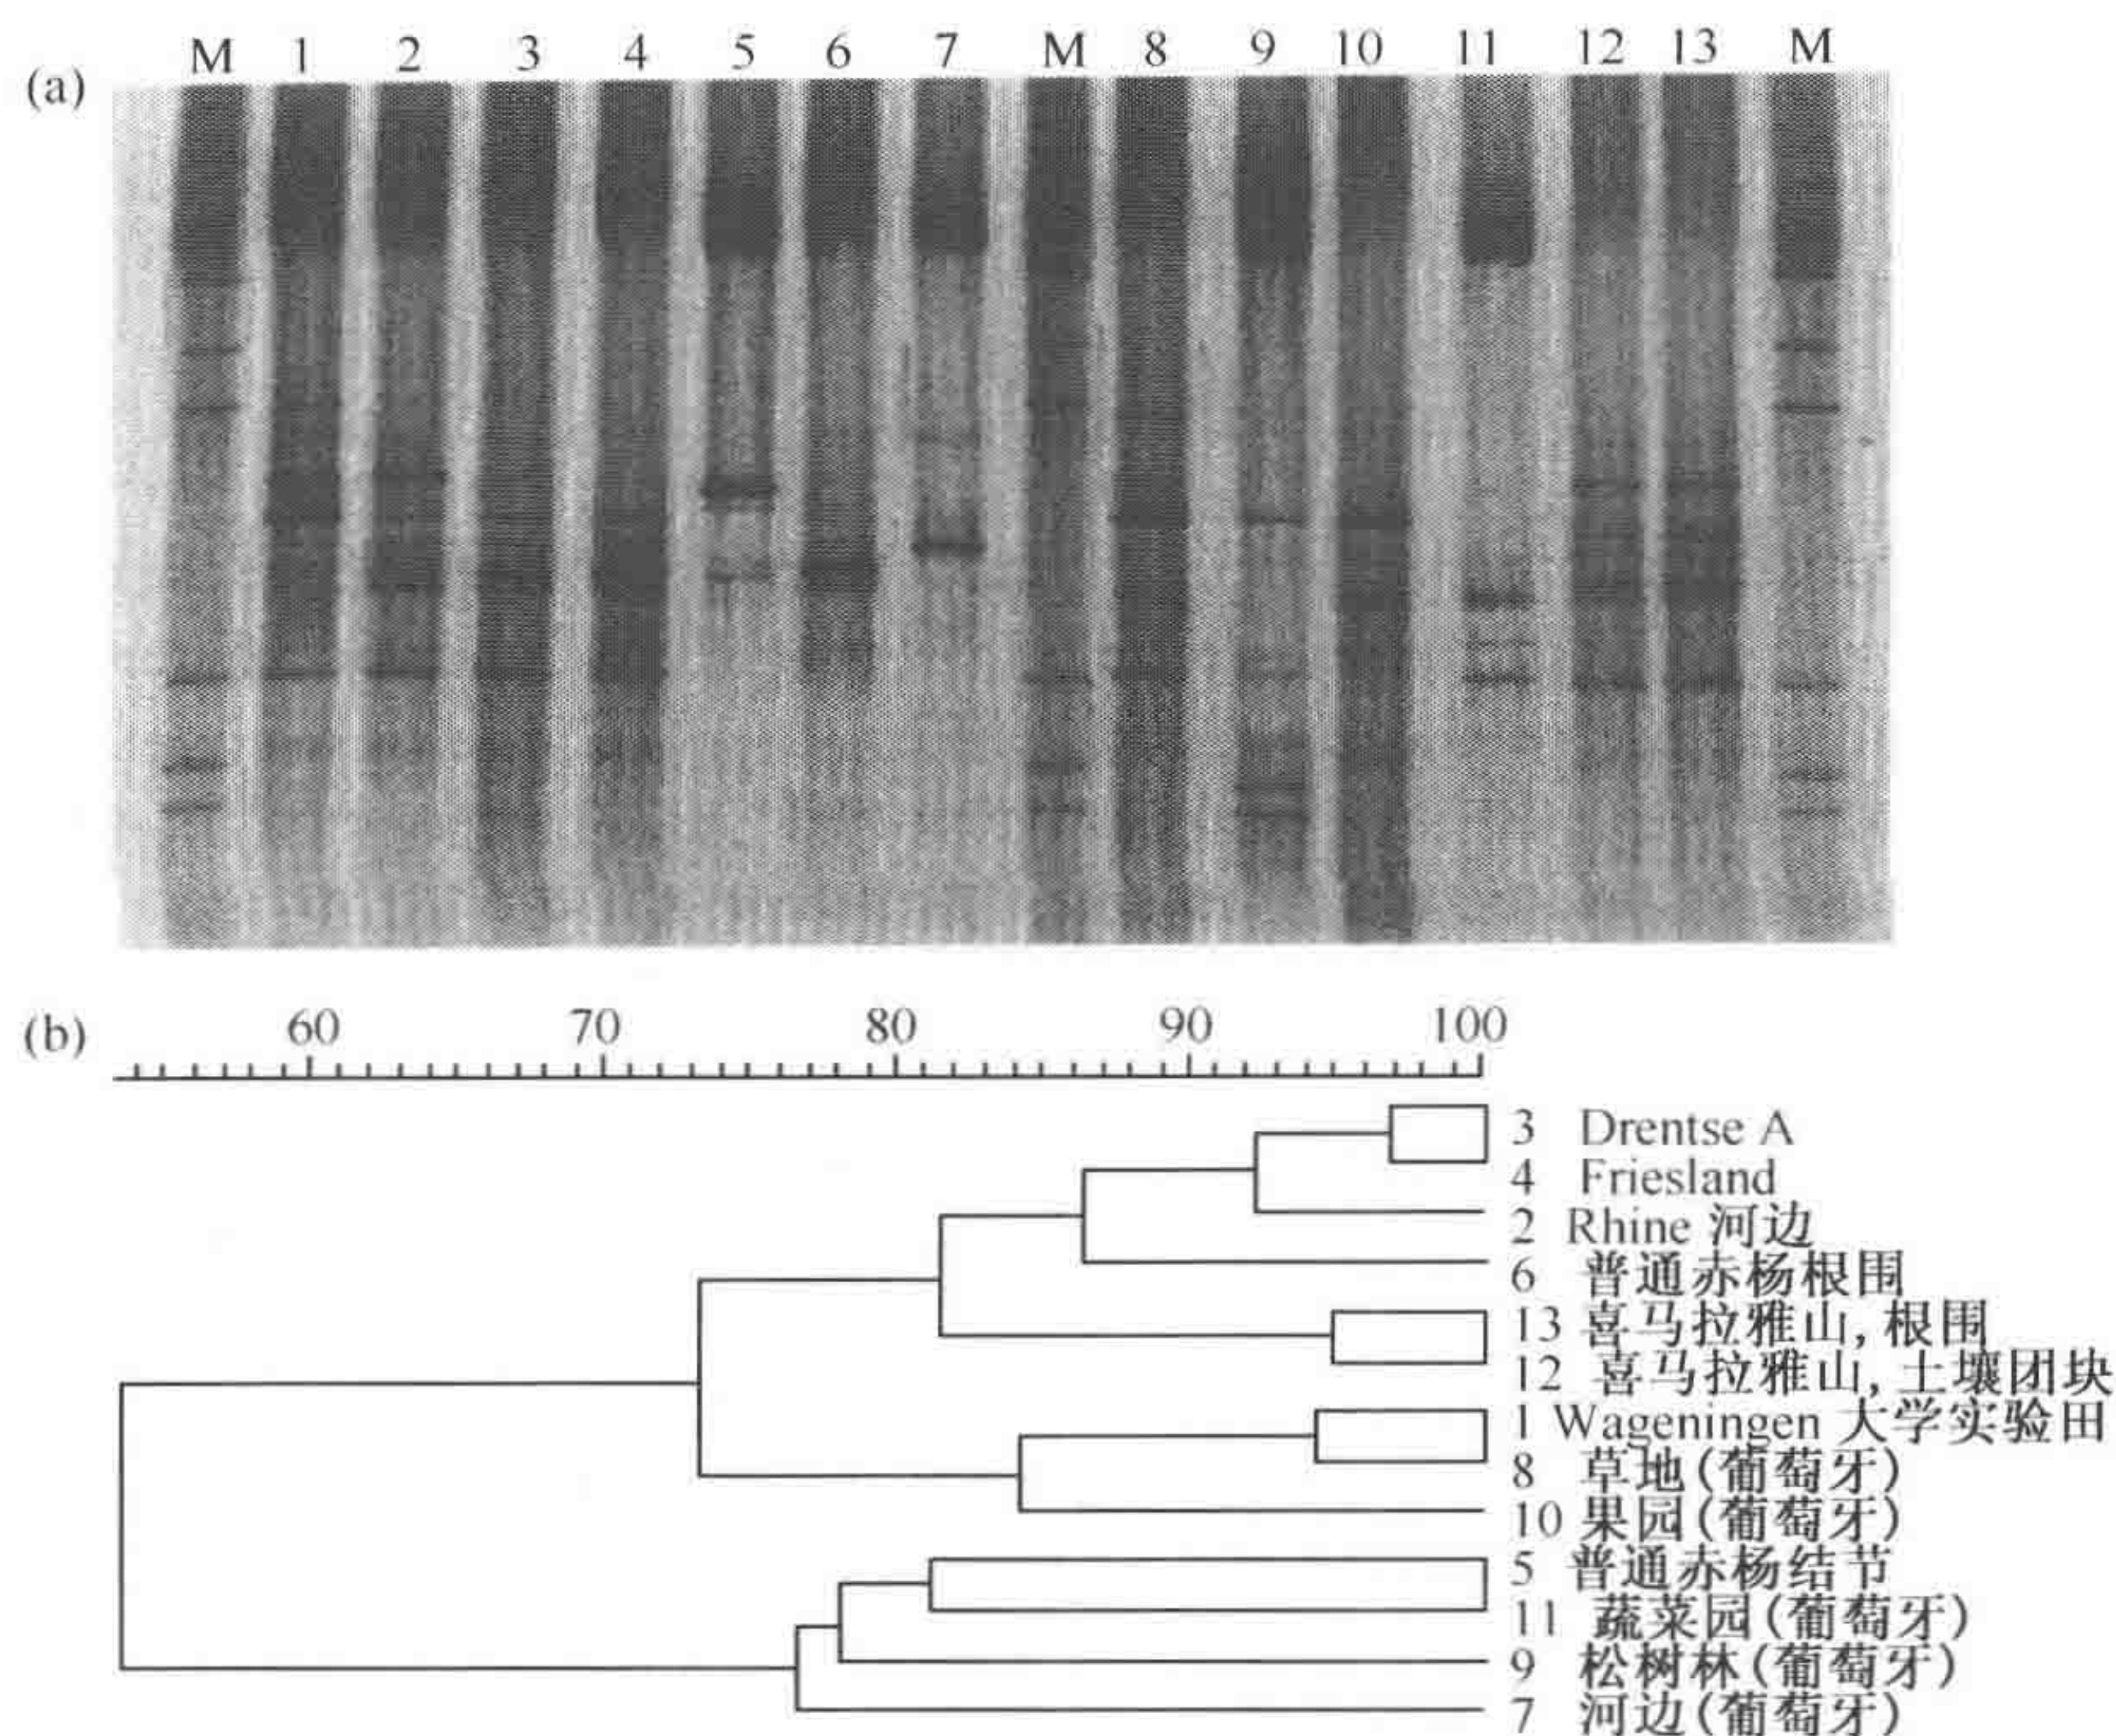 (a) M 1 2 3 4 5 6 7 M 8 9 10 11 12 13 M
(b) 60 70 80 90 100
3 Drentse A
4 Friesland
2 Rhine 河边
6 普通赤杨根围
13 喜马拉雅山, 根围
12 喜马拉雅山, 土壤团块
1 Wageningen 大学实验田
8 草地(葡萄牙)
10 果园(葡萄牙)
5 普通赤杨结节
11 蔬菜园(葡萄牙)
9 松树林(葡萄牙)
7 河边(葡萄牙)